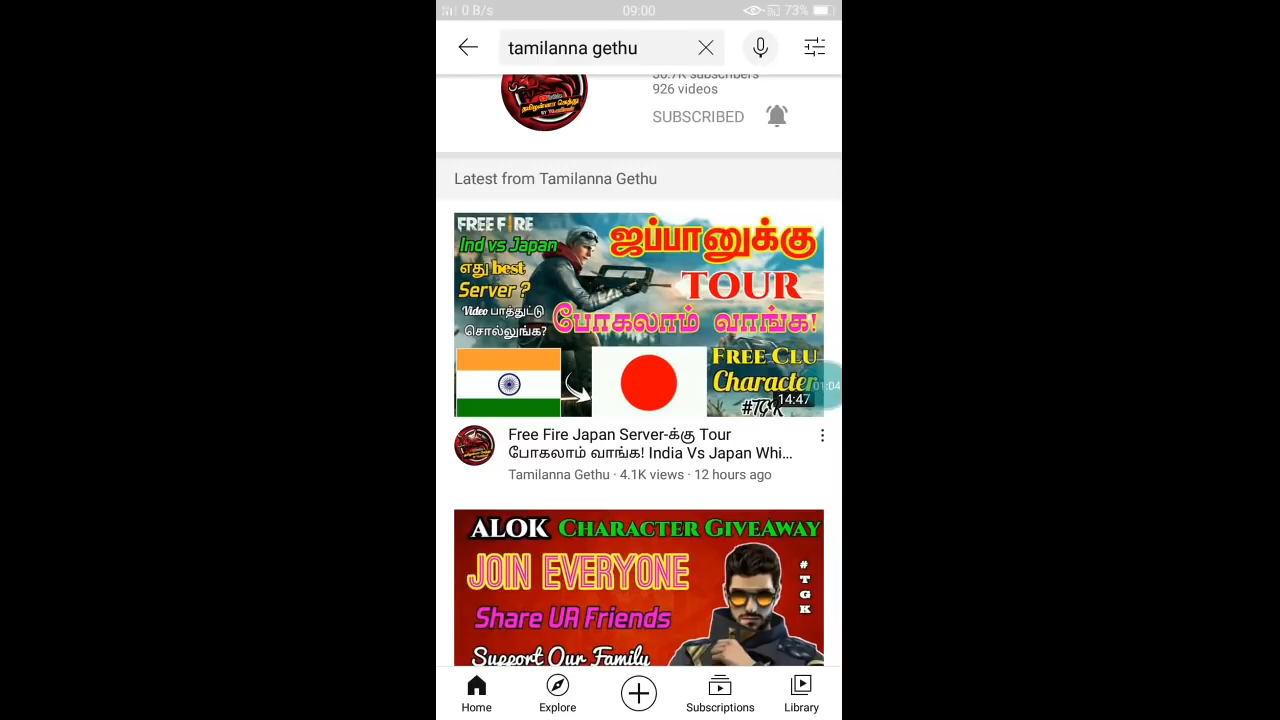 0 B/s 09:00 73%
tamilanna gethu
926 videos
SUBSCRIBED
Latest from Tamilanna Gethu
FREE FIRE
Ind vs Japan
எது best
Server ?
Video பாத்துட்டு
சொல்லுங்க?
ஜப்பானுக்கு
TOUR
போகலாம் வாங்க!
FREE CLU
Character
#TGK
14:47
01:04
Free Fire Japan Server-க்கு Tour
போகலாம் வாங்க! India Vs Japan Whi...
Tamilanna Gethu · 4.1K views · 12 hours ago
ALOK CHARACTER GIVEAWAY
JOIN EVERYONE
Share UR Friends
Support Our Family
#
T
G
K
Home Explore Subscriptions Library